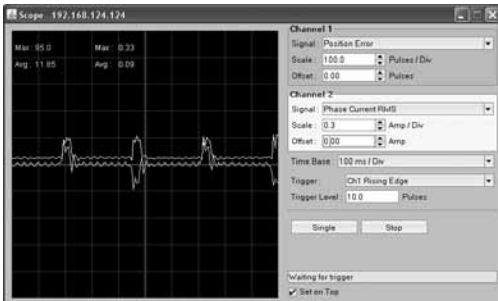 Scope 192.168.124.124
Max : 95.0 Max : 0.33
Avg : 11.85 Avg : 0.09
Channel 1
Signal : Position Error
Scale : 100.0 Pulses / Div
Offset : 0.00 Pulses
Channel 2
Signal : Phase Current RMS
Scale : 0.3 Amp / Div
Offset : 0.00 Amp
Time Base : 100 ms / Div
Trigger : Ch1 Rising Edge
Trigger Level : 10.0 Pulses
Single Stop
Waiting for trigger
Set on Top